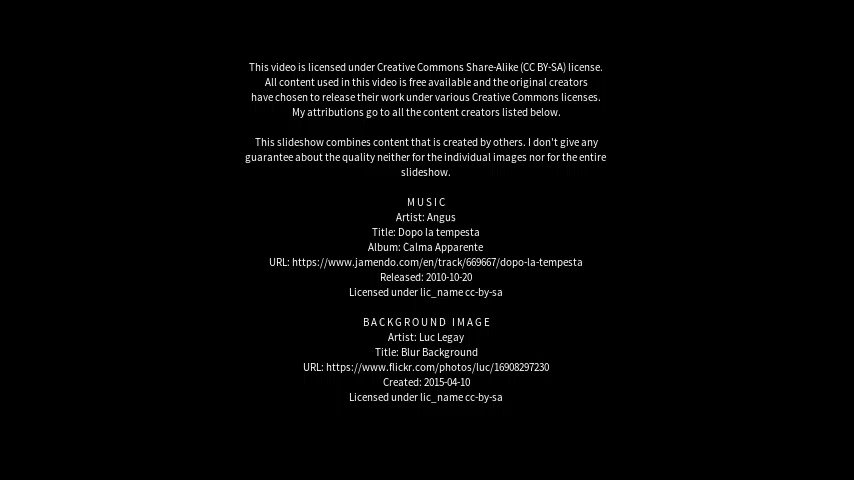 This video is licensed under Creative Commons Share-Alike (CC BY-SA) license.
All content used in this video is free available and the original creators
have chosen to release their work under various Creative Commons licenses.
My attributions go to all the content creators listed below.
This slideshow combines content that is created by others. I don't give any
guarantee about the quality neither for the individual images nor for the entire
slideshow.
MUSIC
Artist: Angus
Title: Dopo la tempesta
Album: Calma Apparente
URL: https://www.jamendo.com/en/track/669667/dopo-la-tempesta
Released: 2010-10-20
Licensed under lic_name cc-by-sa
BACKGROUND IMAGE
Artist: Luc Legay
Title: Blur Background
URL: https://www.flickr.com/photos/luc/16908297230
Created: 2015-04-10
Licensed under lic_name cc-by-sa